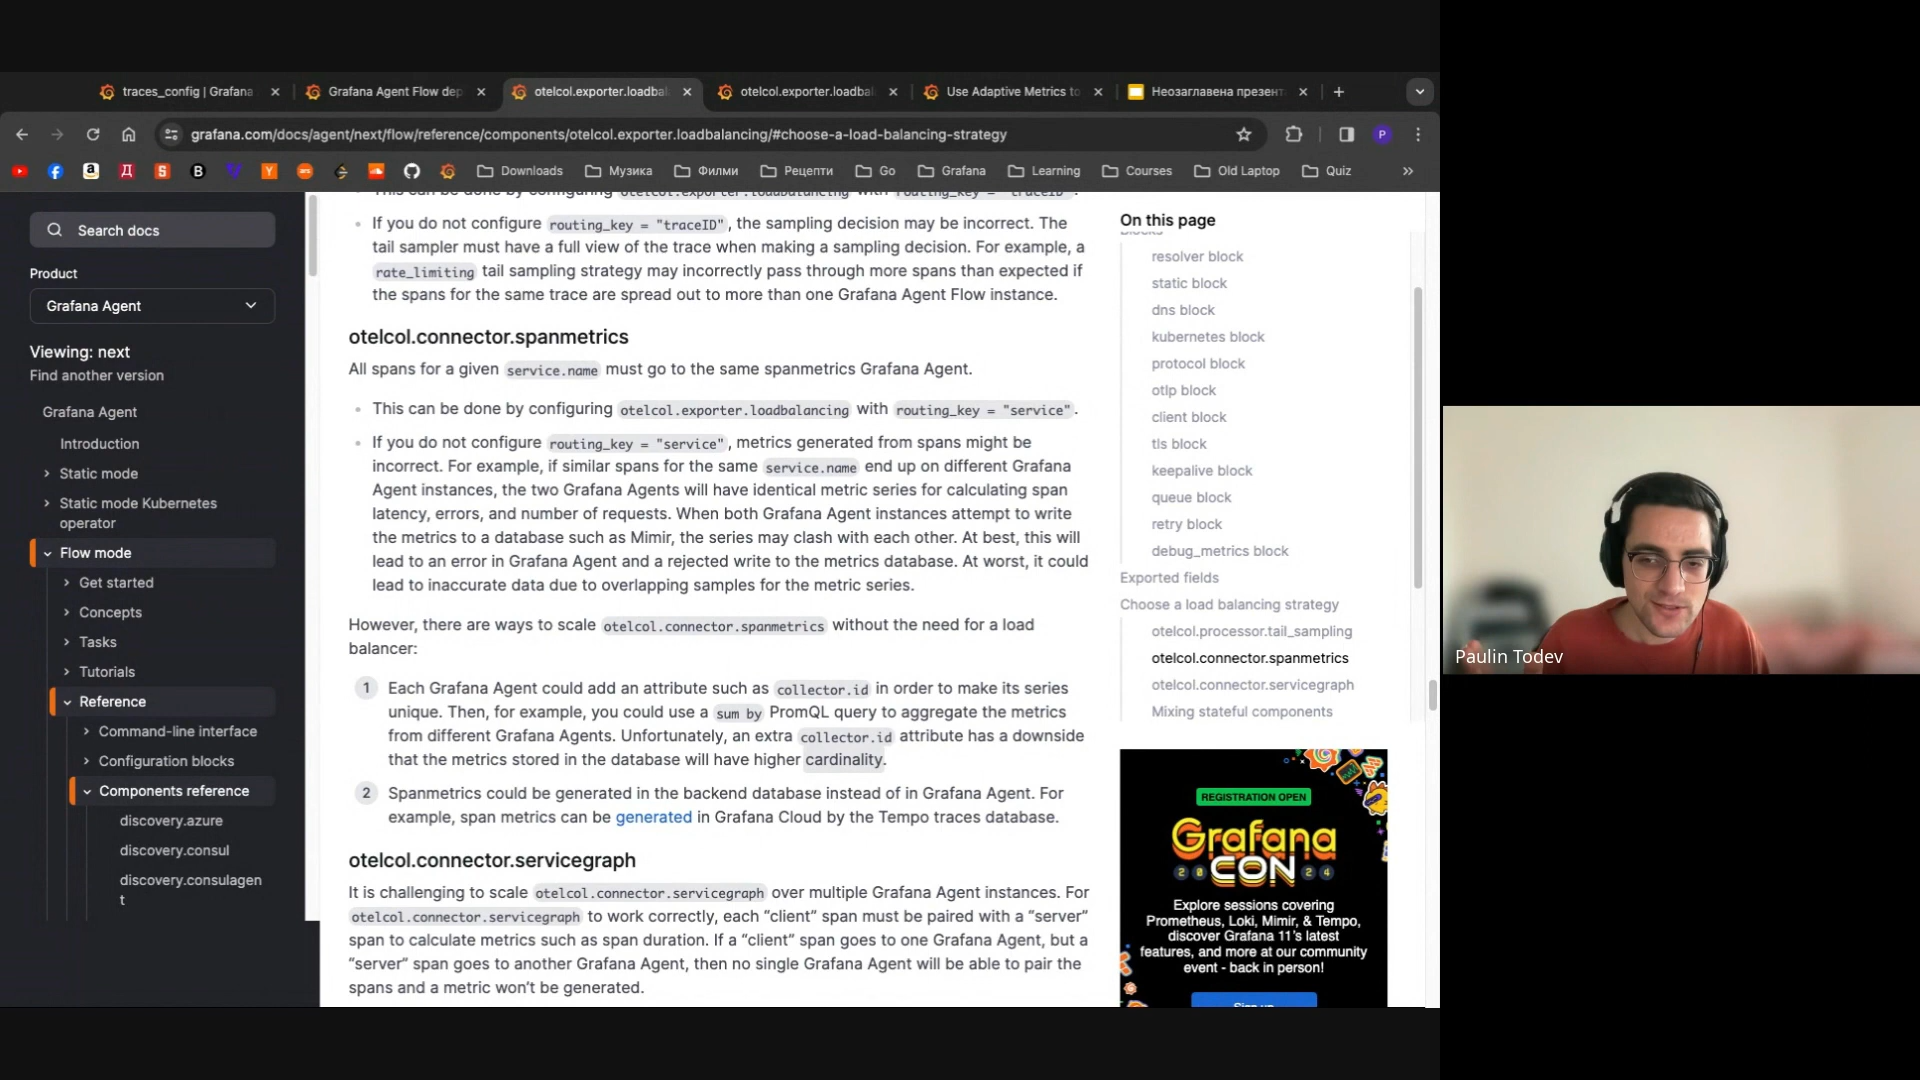 traces_config | Grafana
Grafana Agent Flow dep
otelcol.exporter.loadbal
otelcol.exporter.loadbal
Use Adaptive Metrics to
Неозаглавена презент
grafana.com/docs/agent/next/flow/reference/components/otelcol.exporter.loadbalancing/#choose-a-load-balancing-strategy
P
Downloads
Музика
Филми
Рецепти
Go
Grafana
Learning
Courses
Old Laptop
Quiz
Search docs
Product
Grafana Agent
Viewing: next
Find another version
Grafana Agent
Introduction
Static mode
Static mode Kubernetes
operator
Flow mode
Get started
Concepts
Tasks
Tutorials
Reference
Command-line interface
Configuration blocks
Components reference
discovery.azure
discovery.consul
discovery.consulagen
t
This can be done by configuring otelcol.exporter.loadbalancing with routing_key = "traceID".
If you do not configure routing_key = "traceID", the sampling decision may be incorrect. The
tail sampler must have a full view of the trace when making a sampling decision. For example, a
rate_limiting tail sampling strategy may incorrectly pass through more spans than expected if
the spans for the same trace are spread out to more than one Grafana Agent Flow instance.
otelcol.connector.spanmetrics
All spans for a given service.name must go to the same spanmetrics Grafana Agent.
This can be done by configuring otelcol.exporter.loadbalancing with routing_key = "service".
If you do not configure routing_key = "service", metrics generated from spans might be
incorrect. For example, if similar spans for the same service.name end up on different Grafana
Agent instances, the two Grafana Agents will have identical metric series for calculating span
latency, errors, and number of requests. When both Grafana Agent instances attempt to write
the metrics to a database such as Mimir, the series may clash with each other. At best, this will
lead to an error in Grafana Agent and a rejected write to the metrics database. At worst, it could
lead to inaccurate data due to overlapping samples for the metric series.
However, there are ways to scale otelcol.connector.spanmetrics without the need for a load
balancer:
1 Each Grafana Agent could add an attribute such as collector.id in order to make its series
unique. Then, for example, you could use a sum by PromQL query to aggregate the metrics
from different Grafana Agents. Unfortunately, an extra collector.id attribute has a downside
that the metrics stored in the database will have higher cardinality.
2 Spanmetrics could be generated in the backend database instead of in Grafana Agent. For
example, span metrics can be generated in Grafana Cloud by the Tempo traces database.
otelcol.connector.servicegraph
It is challenging to scale otelcol.connector.servicegraph over multiple Grafana Agent instances. For
otelcol.connector.servicegraph to work correctly, each “client” span must be paired with a “server”
span to calculate metrics such as span duration. If a “client” span goes to one Grafana Agent, but a
“server” span goes to another Grafana Agent, then no single Grafana Agent will be able to pair the
spans and a metric won’t be generated.
On this page
Blocks
resolver block
static block
dns block
kubernetes block
protocol block
otlp block
client block
tls block
keepalive block
queue block
retry block
debug_metrics block
Exported fields
Choose a load balancing strategy
otelcol.processor.tail_sampling
otelcol.connector.spanmetrics
otelcol.connector.servicegraph
Mixing stateful components
REGISTRATION OPEN
Grafana
CON
2024
Explore sessions covering
Prometheus, Loki, Mimir, & Tempo,
discover Grafana 11’s latest
features, and more at our community
event - back in person!
Sign up
Paulin Todev